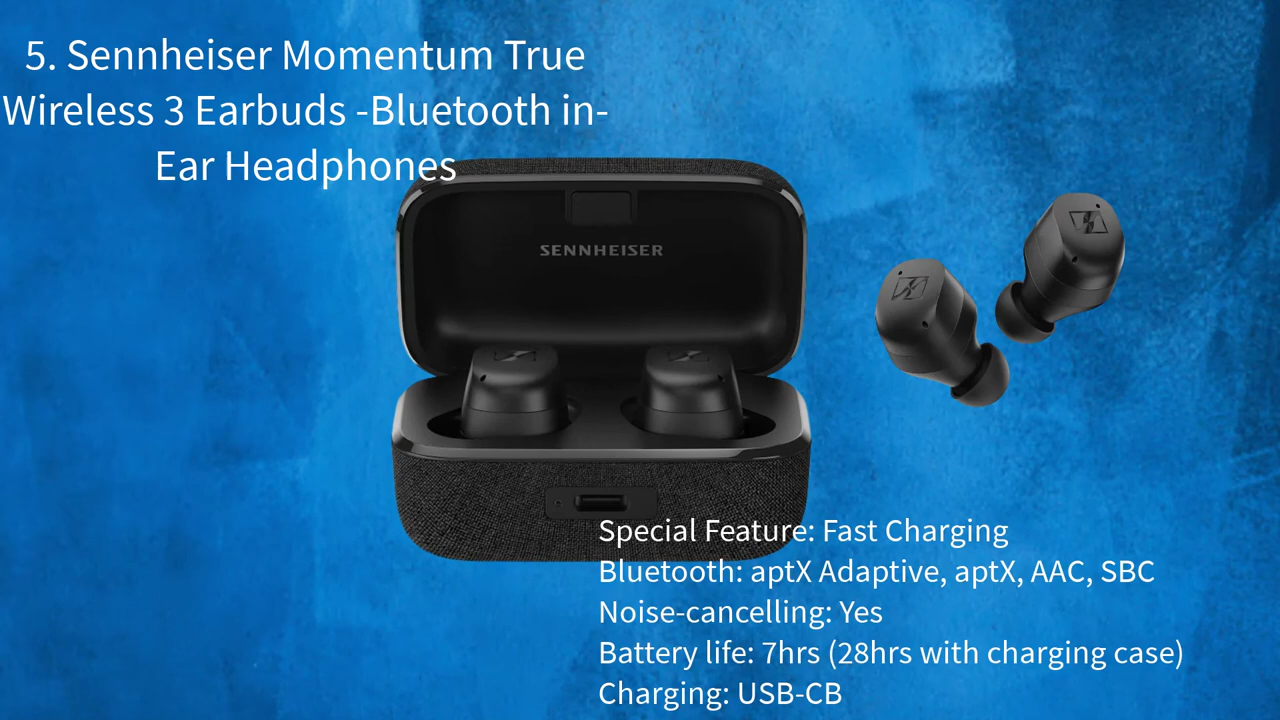 5. Sennheiser Momentum True
Wireless 3 Earbuds -Bluetooth in-
Ear Headphones
SENNHEISER
Special Feature: Fast Charging
Bluetooth: aptX Adaptive, aptX, AAC, SBC
Noise-cancelling: Yes
Battery life: 7hrs (28hrs with charging case)
Charging: USB-CB